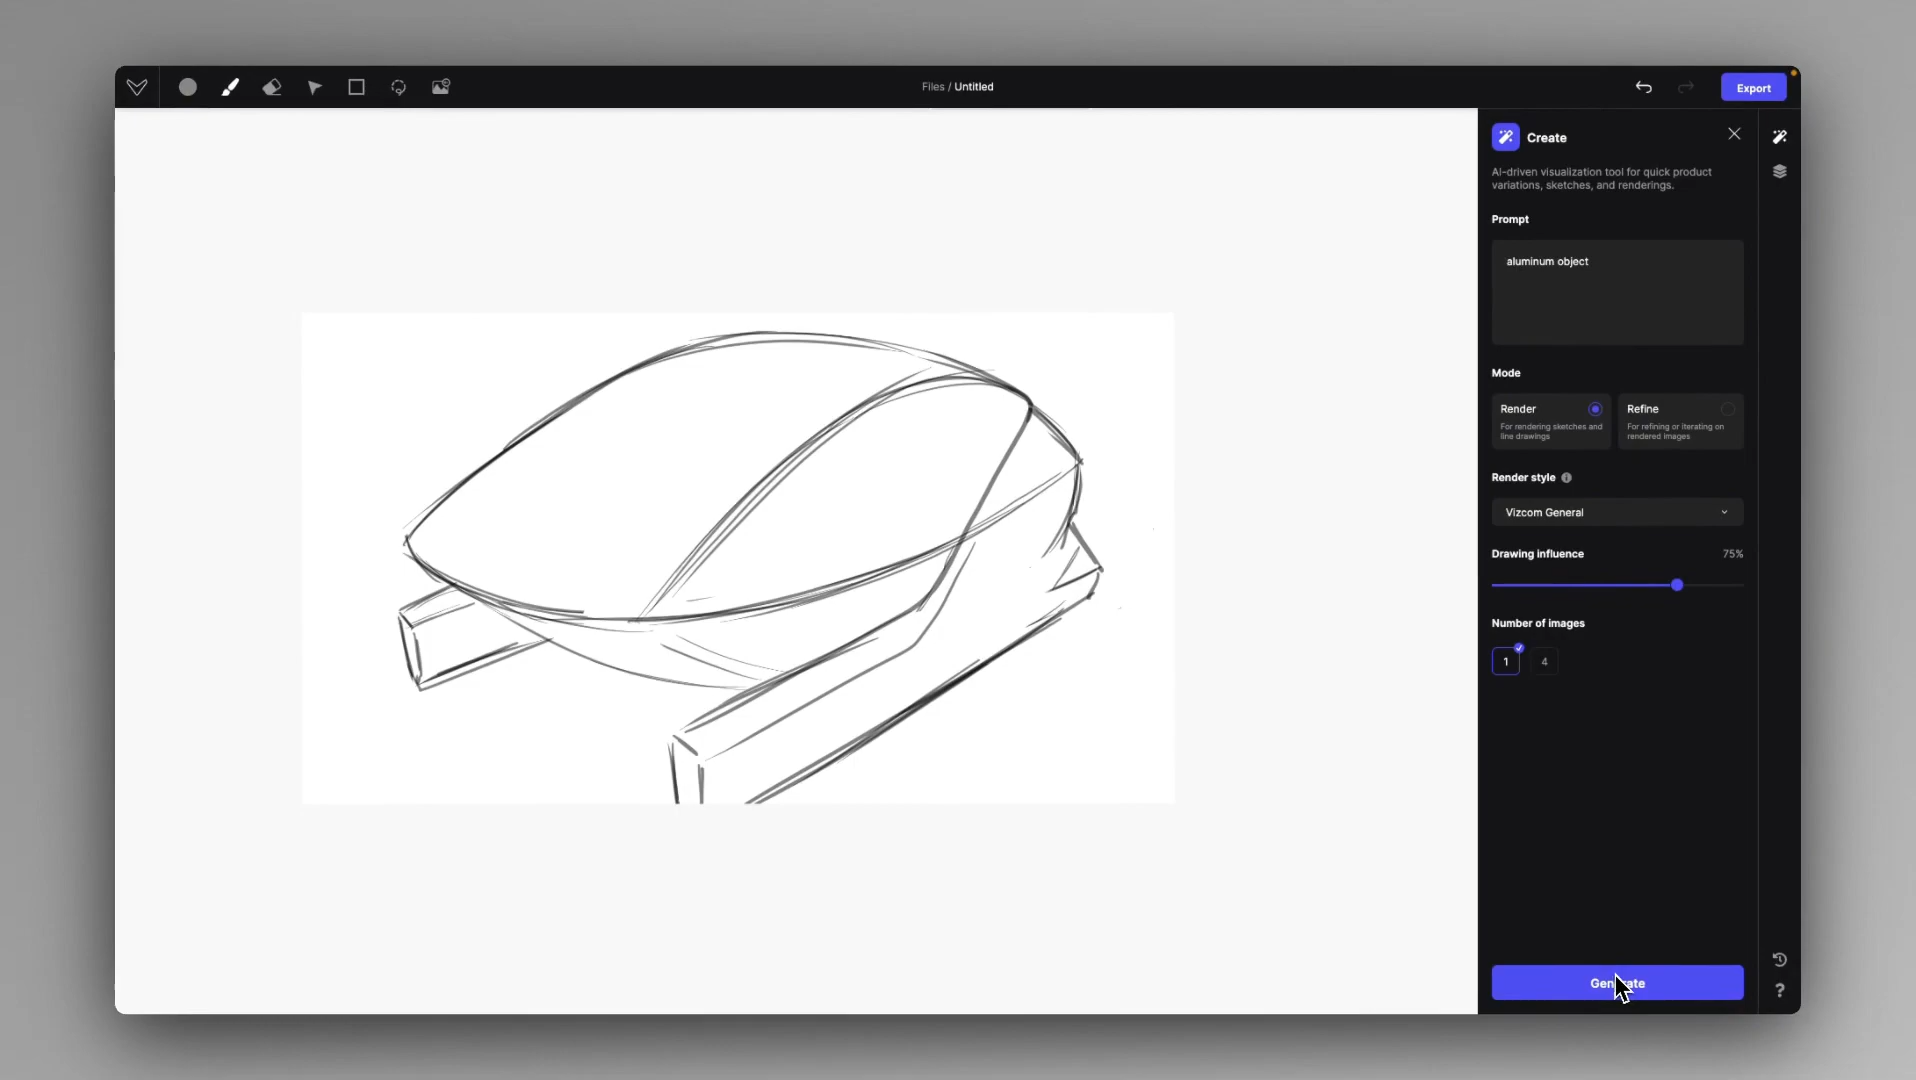 Files / Untitled
Export
Create
AI-driven visualization tool for quick product
variations, sketches, and renderings.
Prompt
aluminum object
Mode
Render
For rendering sketches and
line drawings
Refine
For refining or iterating on
rendered images
Render style
Vizcom General
Drawing influence 75%
Number of images
1 4
Generate
?